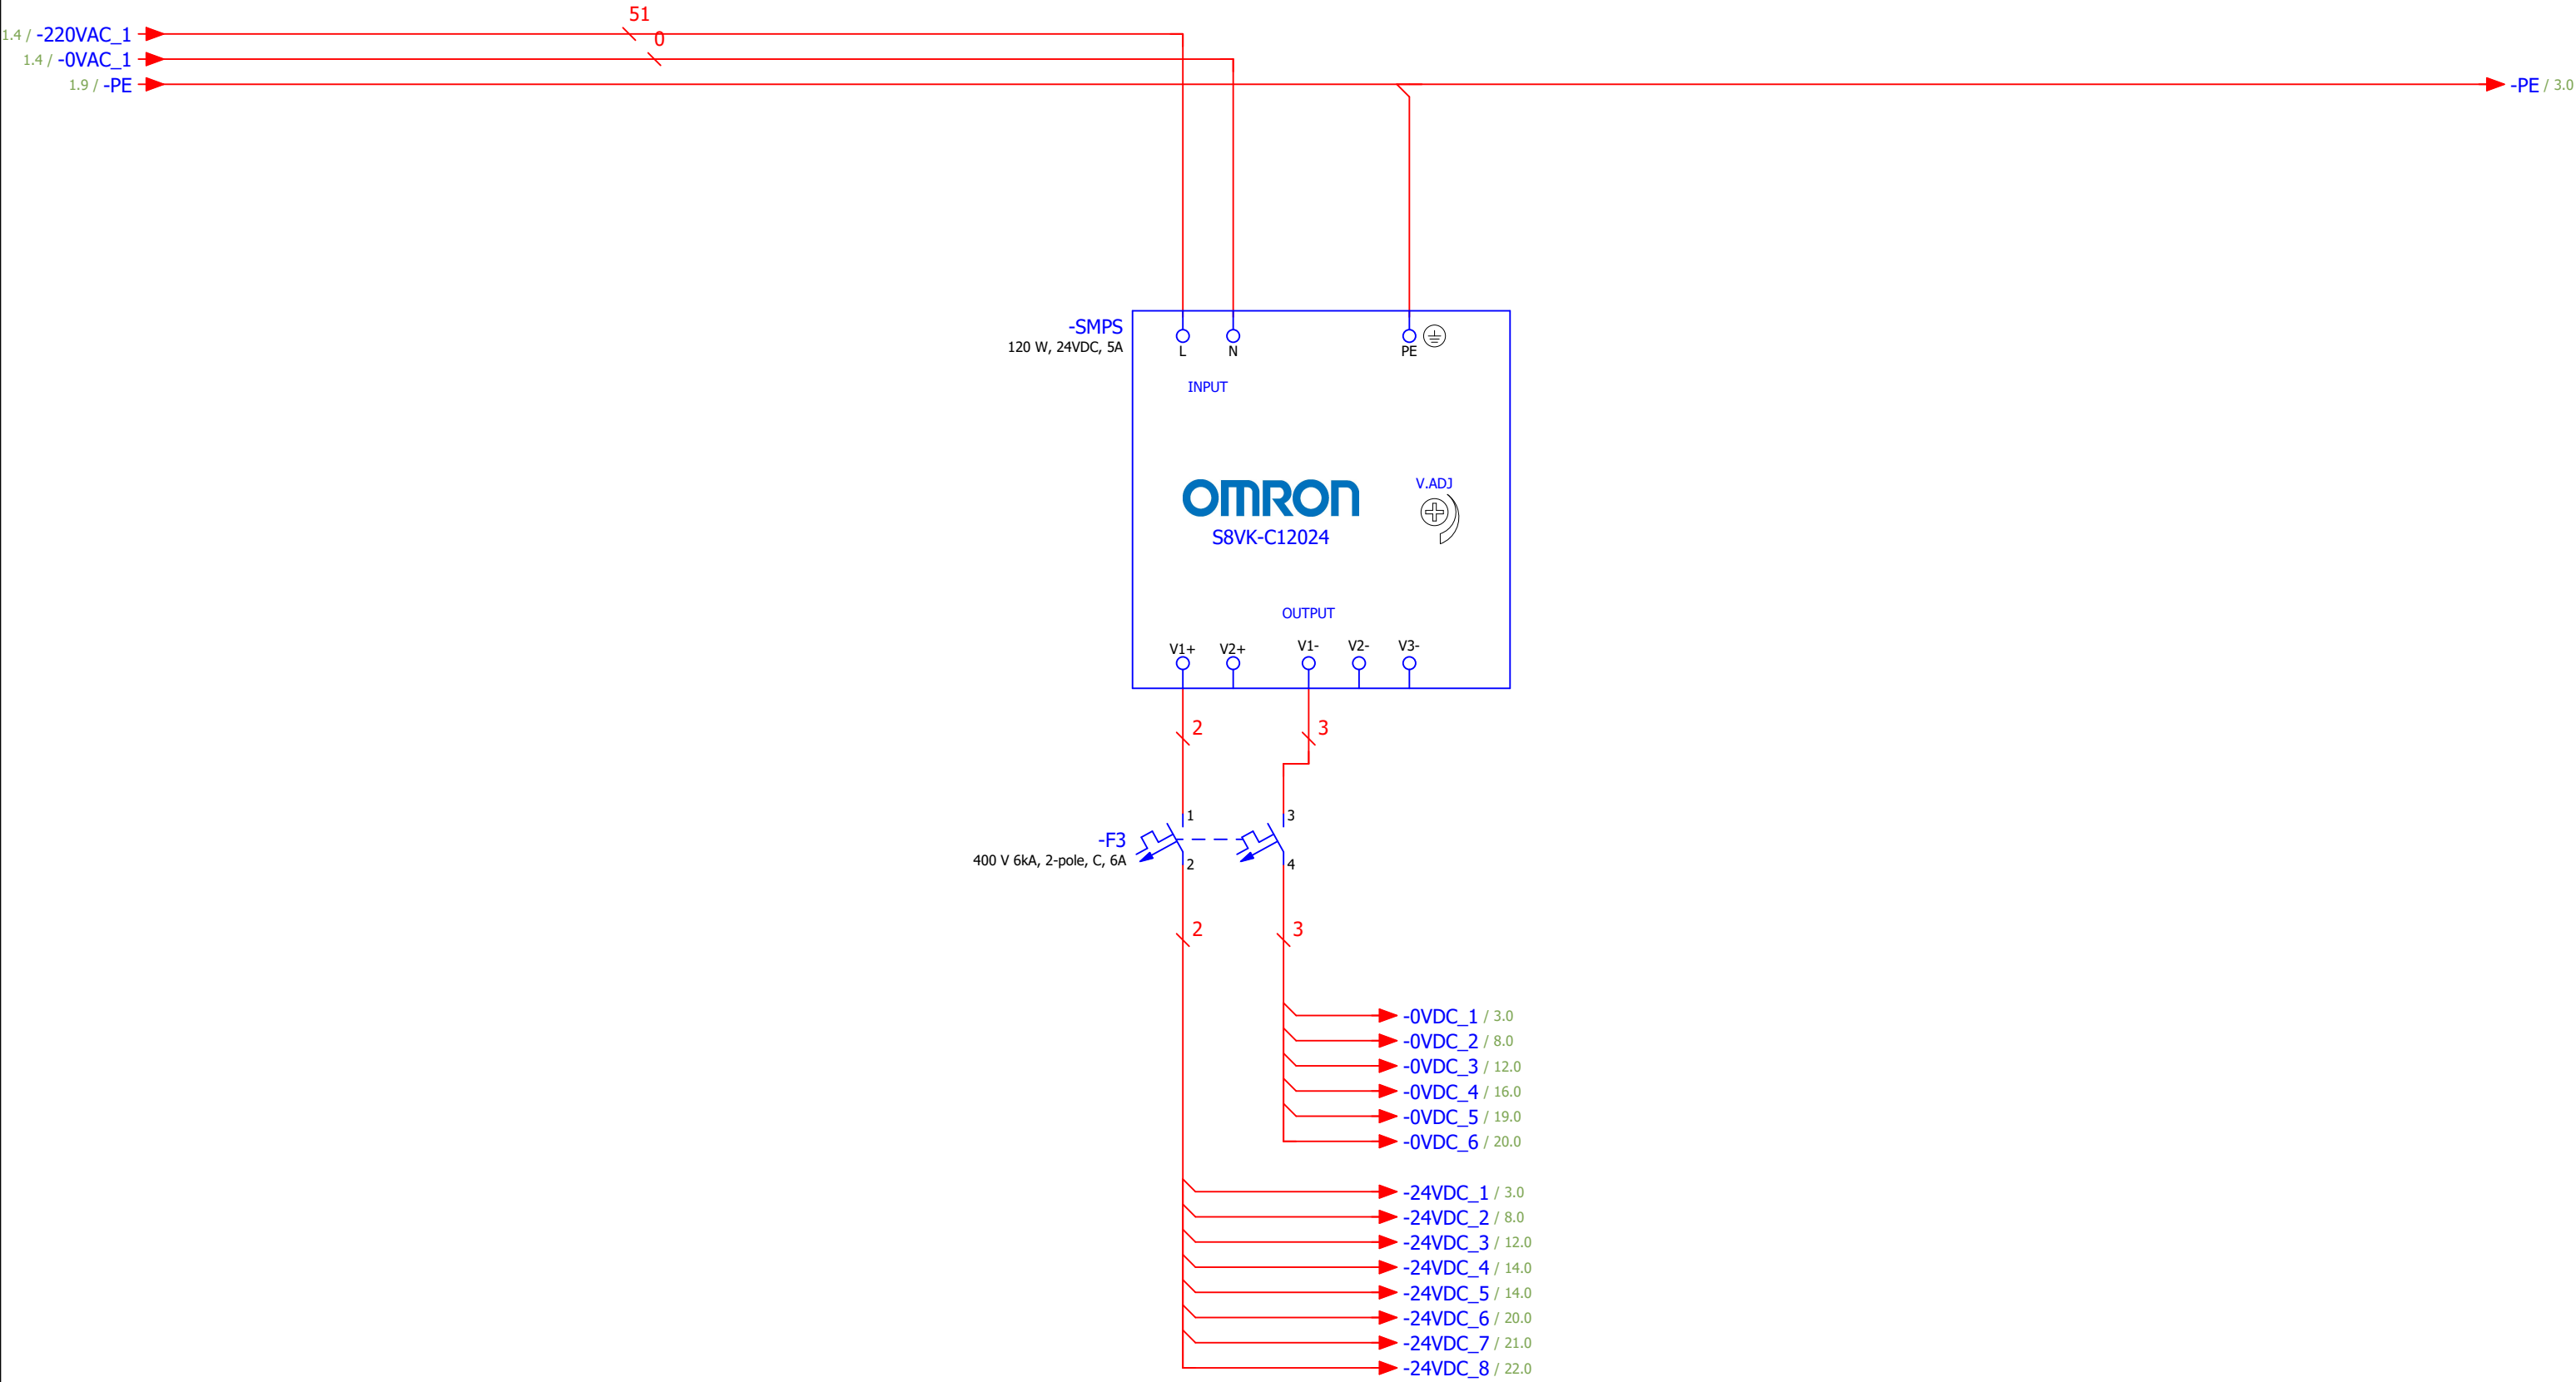 51
1.4 / -220VAC_1
0
1.4 / -0VAC_1
1.9 / -PE
-PE / 3.0
-SMPS
120 W, 24VDC, 5A
L N PE
INPUT
OMRON
V.ADJ
S8VK-C12024
OUTPUT
V1+ V2+ V1- V2- V3-
2 3
1 3
-F3
400 V 6kA, 2-pole, C, 6A
2 4
2 3
-0VDC_1 / 3.0
-0VDC_2 / 8.0
-0VDC_3 / 12.0
-0VDC_4 / 16.0
-0VDC_5 / 19.0
-0VDC_6 / 20.0
-24VDC_1 / 3.0
-24VDC_2 / 8.0
-24VDC_3 / 12.0
-24VDC_4 / 14.0
-24VDC_5 / 14.0
-24VDC_6 / 20.0
-24VDC_7 / 21.0
-24VDC_8 / 22.0